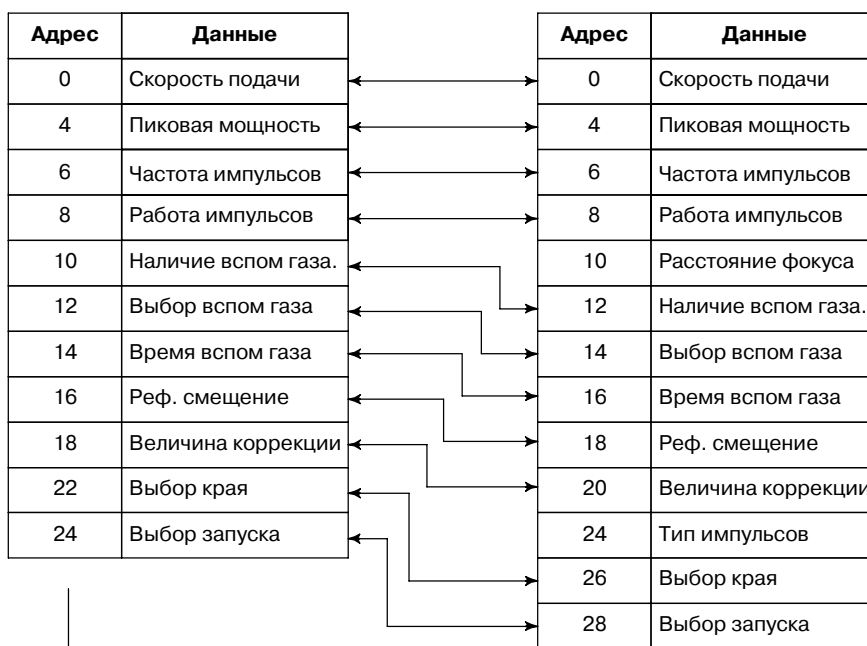 Адрес Данные Адрес Данные
0 Скорость подачи 0 Скорость подачи
4 Пиковая мощность 4 Пиковая мощность
6 Частота импульсов 6 Частота импульсов
8 Работа импульсов 8 Работа импульсов
10 Наличие вспом газа. 10 Расстояние фокуса
12 Выбор вспом газа 12 Наличие вспом газа.
14 Время вспом газа 14 Выбор вспом газа
16 Реф. смещение 16 Время вспом газа
18 Величина коррекции 18 Реф. смещение
22 Выбор края 20 Величина коррекции
24 Выбор запуска 24 Тип импульсов
26 Выбор края
28 Выбор запуска